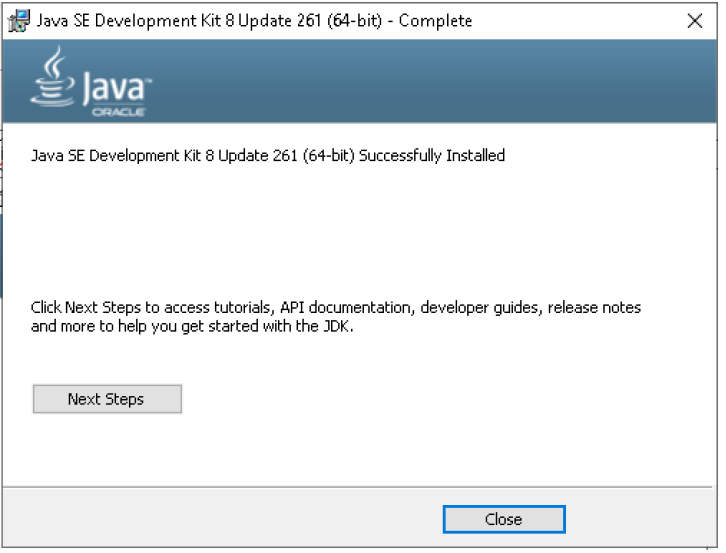 Java SE Development Kit 8 Update 261 (64-bit) - Complete
Java™
ORACLE
Java SE Development Kit 8 Update 261 (64-bit) Successfully Installed
Click Next Steps to access tutorials, API documentation, developer guides, release notes
and more to help you get started with the JDK.
Next Steps
Close